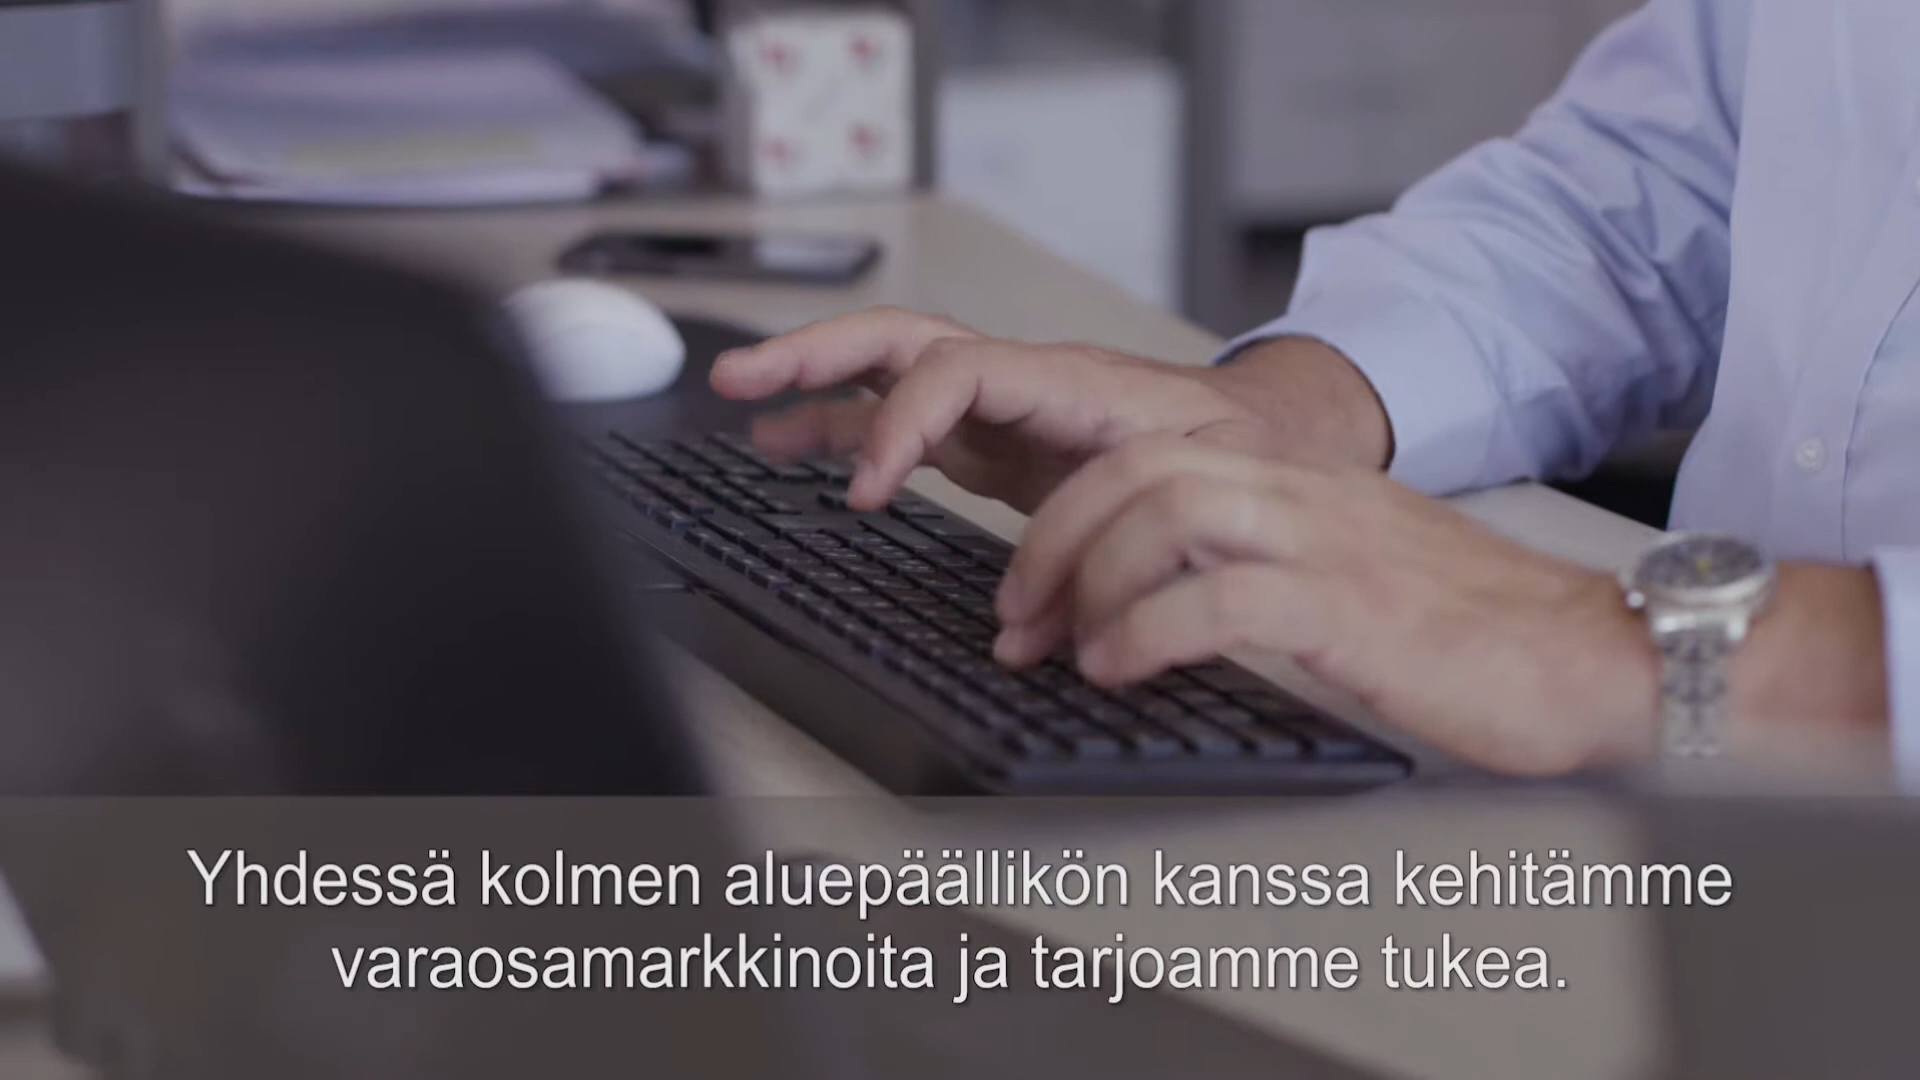 Yhdessä kolmen aluepäällikön kanssa kehitämme
varaosamarkkinoita ja tarjoamme tukea.